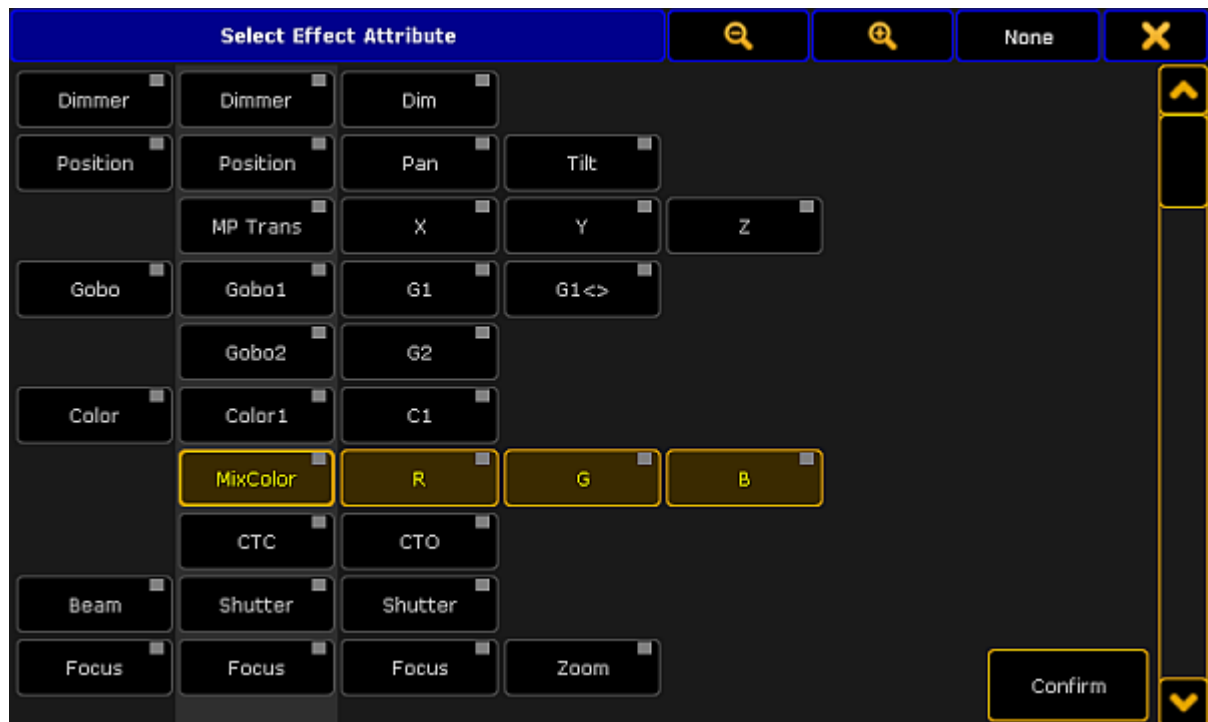 Select Effect Attribute None
Dimmer Dimmer Dim
Position Position Pan Tilt
MP Trans X Y Z
Gobo Gobo1 G1 G1<>
Gobo2 G2
Color Color1 C1
MixColor R G B
CTC CTO
Beam Shutter Shutter
Focus Focus Focus Zoom
Confirm